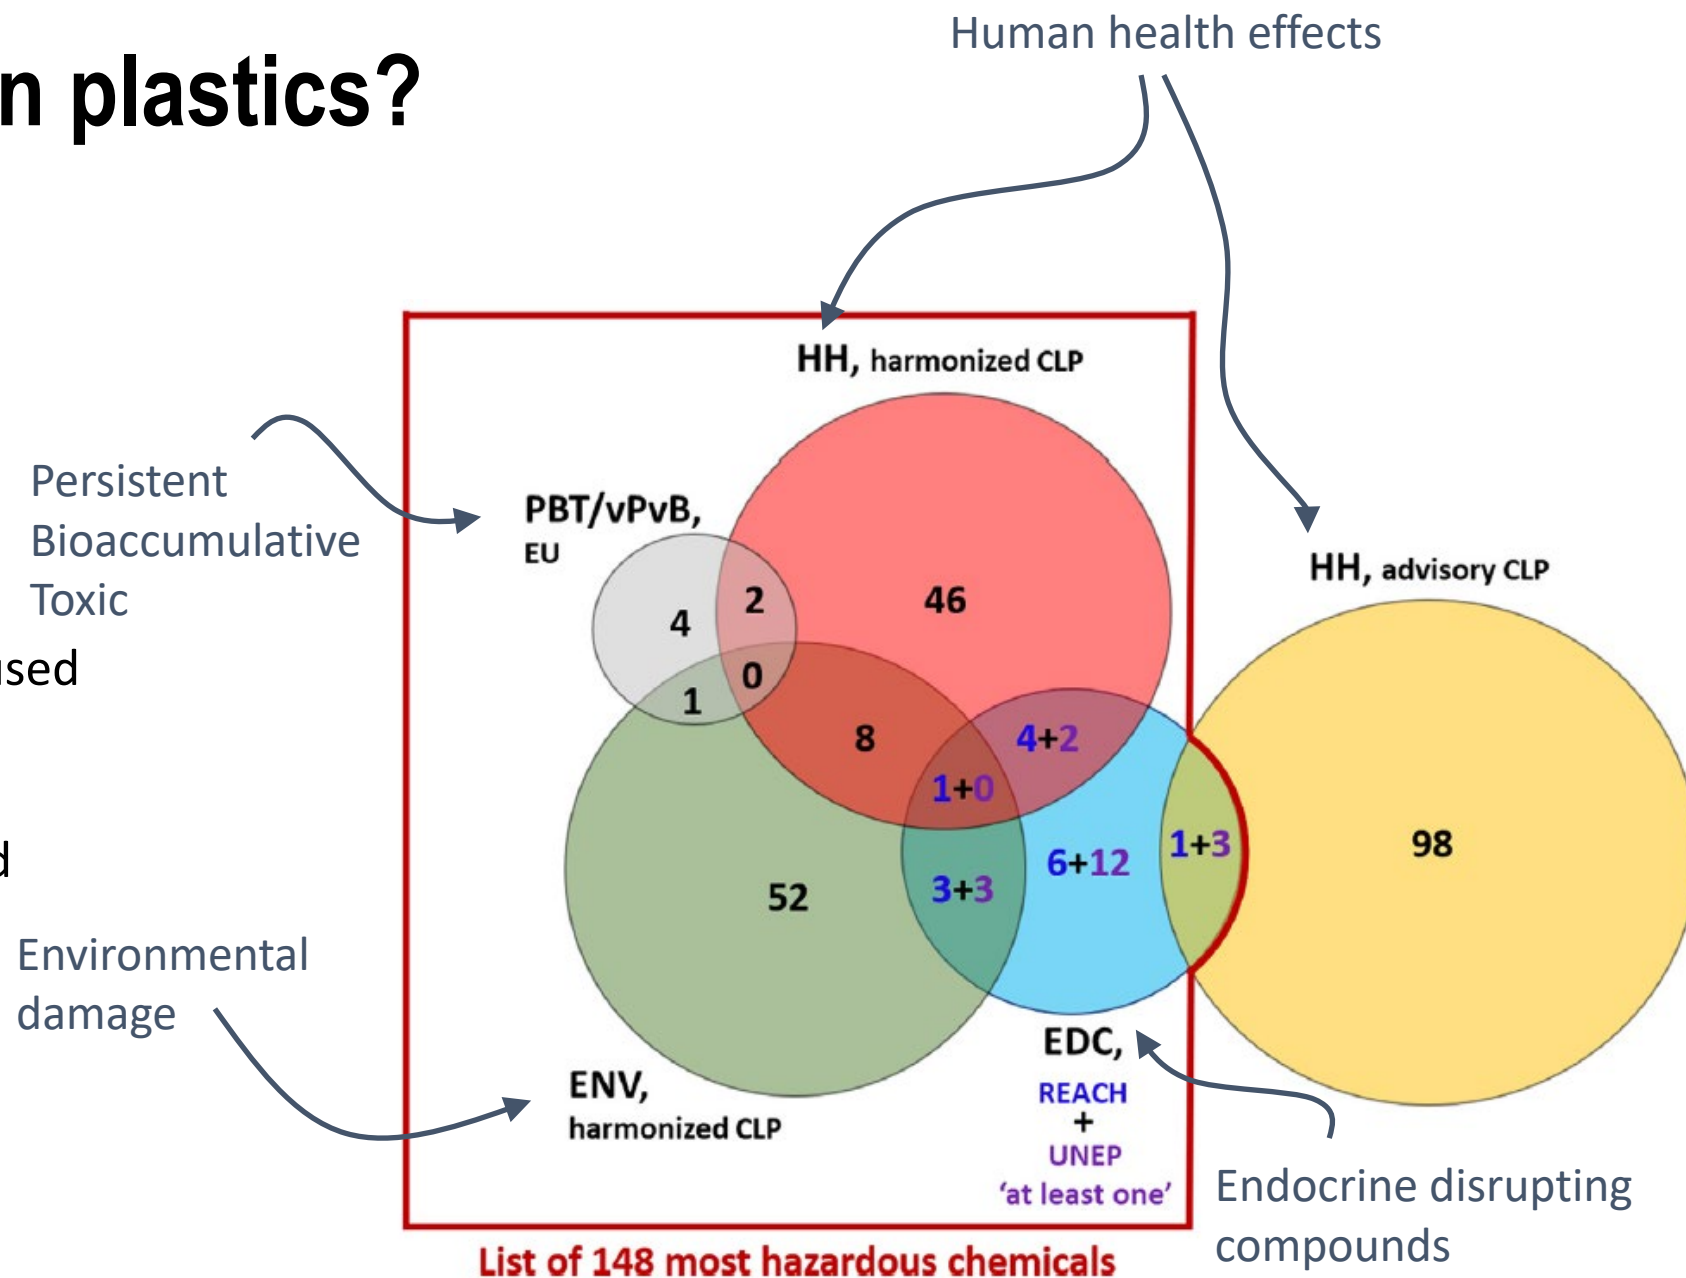 n plastics?
Human health effects
HH, harmonized CLP
Persistent
Bioaccumulative
Toxic
PBT/vPvB,
EU
HH, advisory CLP
2
46
4
used
0
1
8
4+2
1+0
1+3
98
6+12
d
3+3
52
Environmental
damage
EDC,
REACH
+
UNEP
‘at least one’
ENV,
harmonized CLP
Endocrine disrupting
compounds
List of 148 most hazardous chemicals